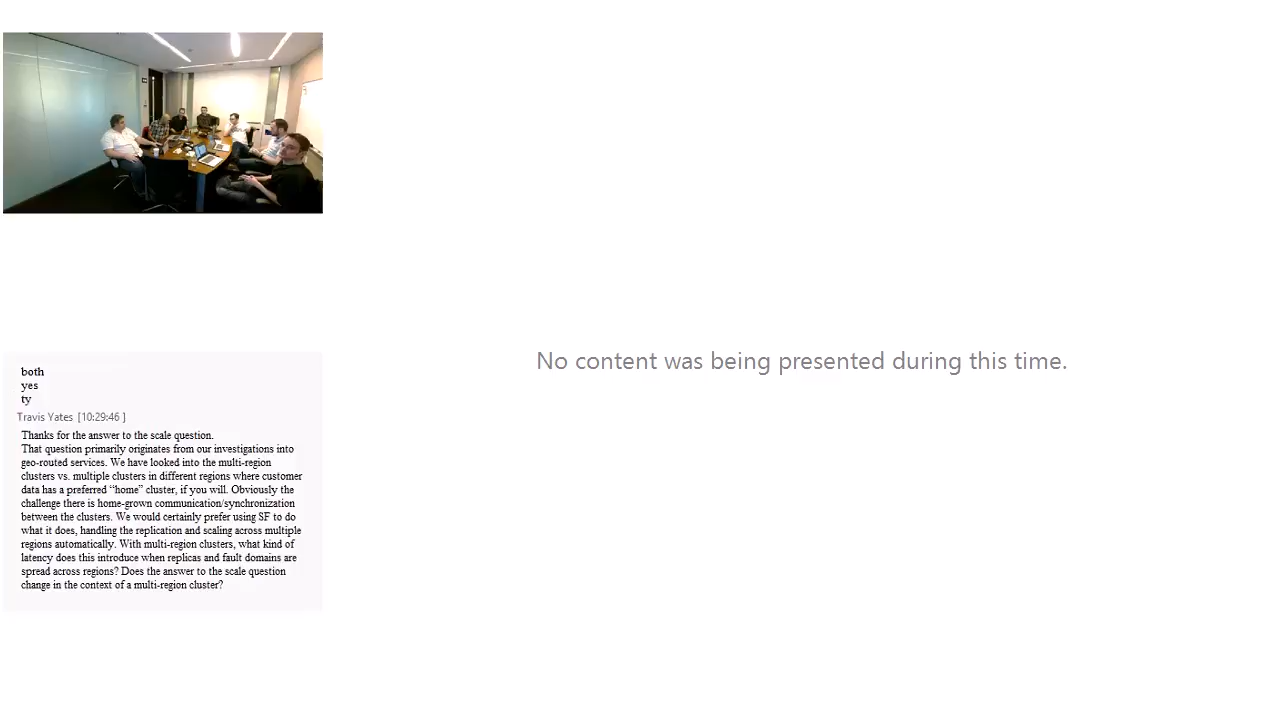 both
yes
ty
Travis Yates [10:29:46 ]
Thanks for the answer to the scale question.
That question primarily originates from our investigations into
geo-routed services. We have looked into the multi-region
clusters vs. multiple clusters in different regions where customer
data has a preferred “home” cluster, if you will. Obviously the
challenge there is home-grown communication/synchronization
between the clusters. We would certainly prefer using SF to do
what it does, handling the replication and scaling across multiple
regions automatically. With multi-region clusters, what kind of
latency does this introduce when replicas and fault domains are
spread across regions? Does the answer to the scale question
change in the context of a multi-region cluster?
No content was being presented during this time.